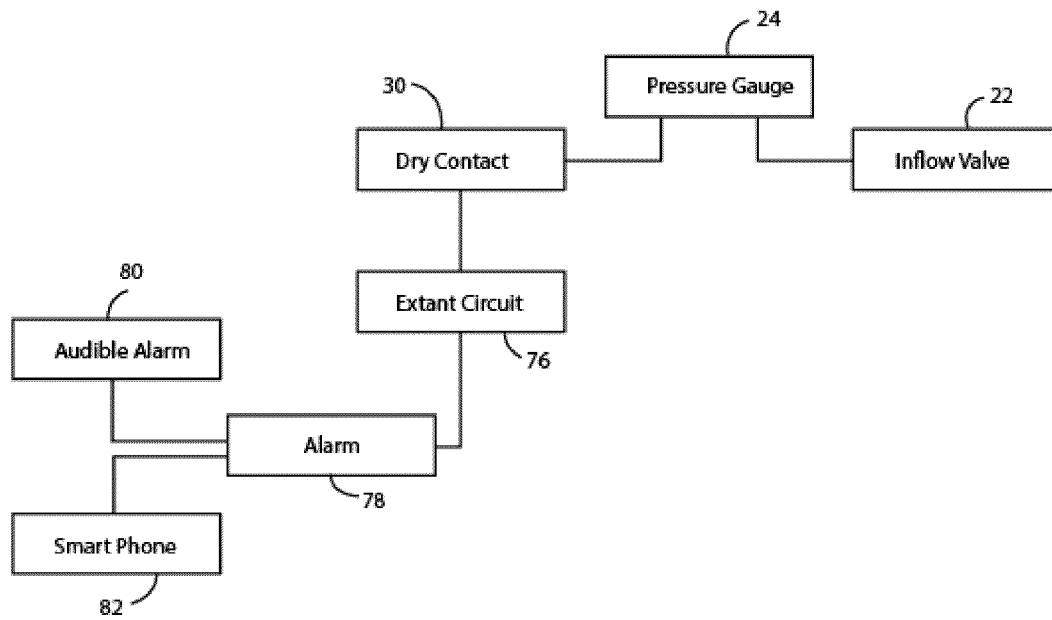 24
Pressure Gauge
30
22
Dry Contact
Inflow Valve
80
Extant Circuit
76
Audible Alarm
Alarm
78
Smart Phone
82